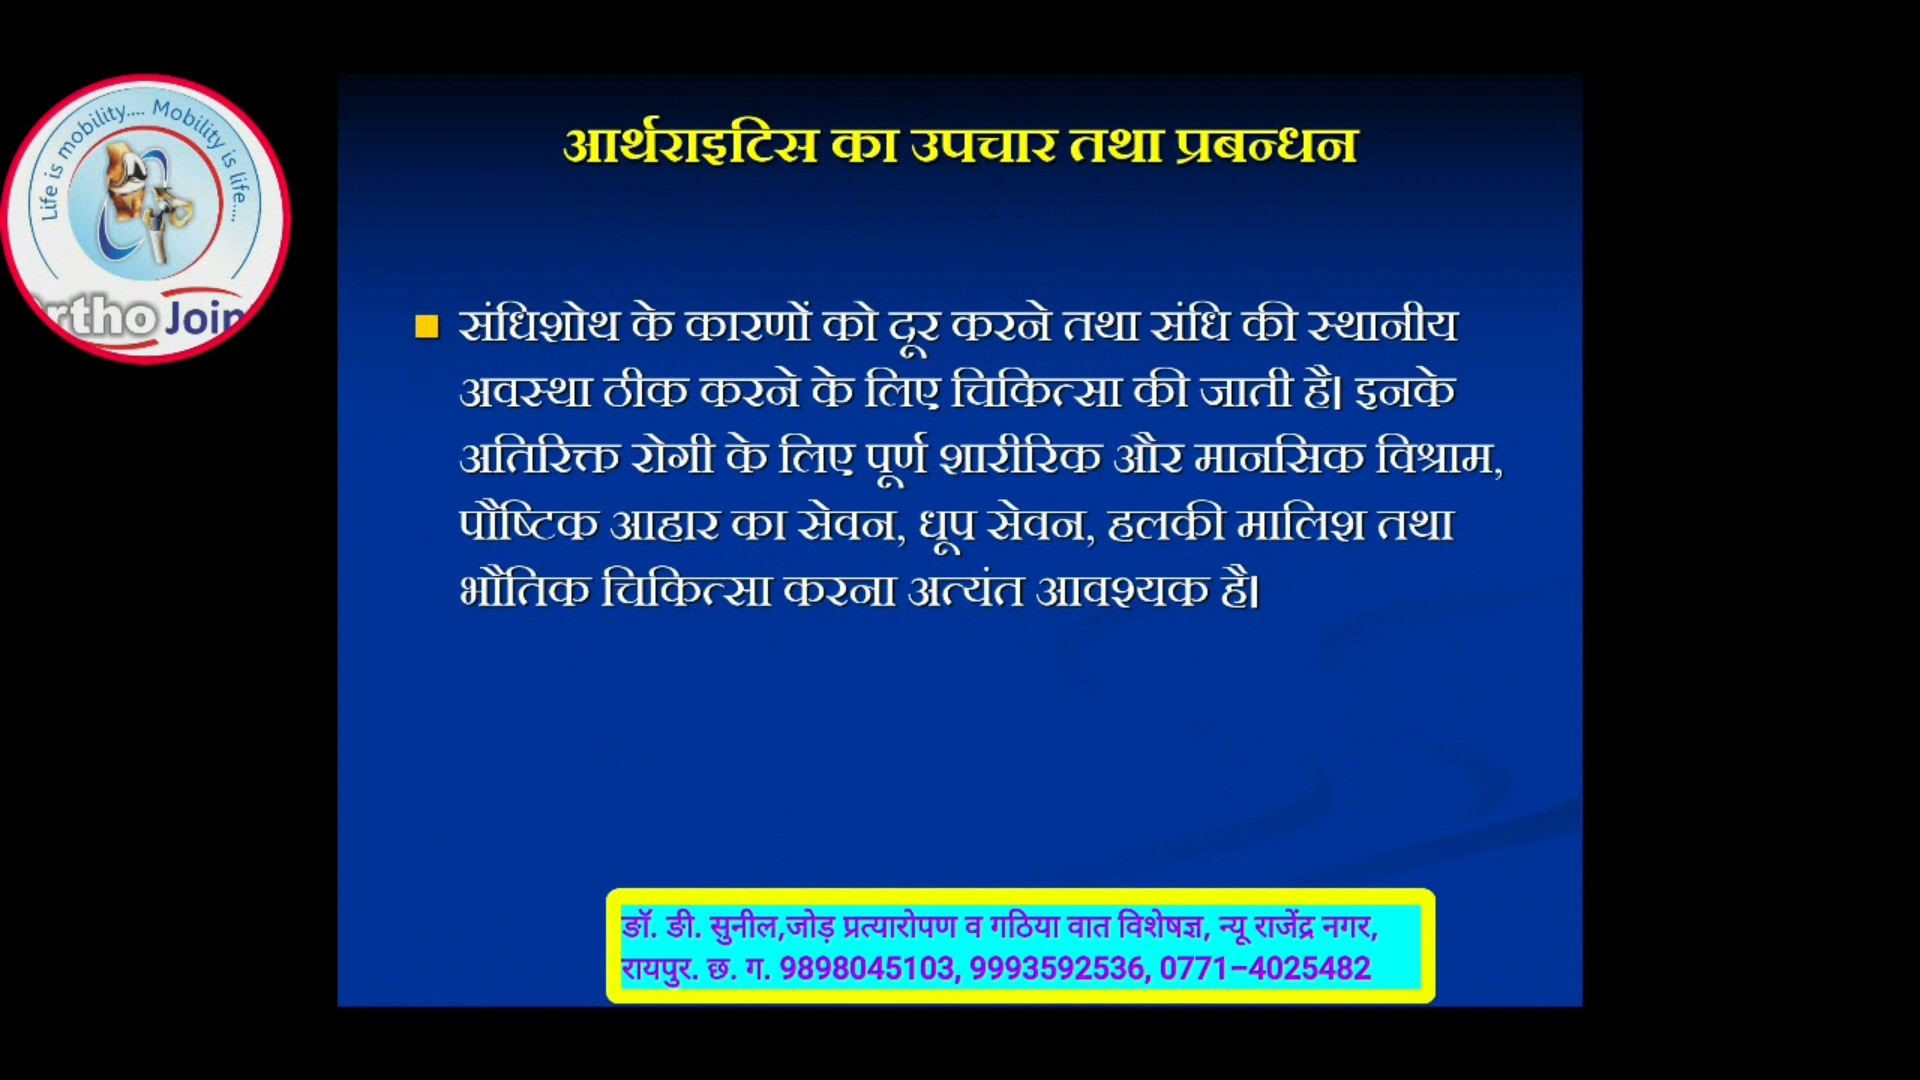 Life is mobility.... Mobility is life....
Ortho Join
आर्थराइटिस का उपचार तथा प्रबन्धन
संधिशोथ के कारणों को दूर करने तथा संधि की स्थानीय
अवस्था ठीक करने के लिए चिकित्सा की जाती है। इनके
अतिरिक्त रोगी के लिए पूर्ण शारीरिक और मानसिक विश्राम,
पौष्टिक आहार का सेवन, धूप सेवन, हलकी मालिश तथा
भौतिक चिकित्सा करना अत्यंत आवश्यक है।
ङॉ. ङी. सुनील,जोड़ प्रत्यारोपण व गठिया वात विशेषज्ञ, न्यू राजेंद्र नगर,
रायपुर. छ. ग. 9898045103, 9993592536, 0771-4025482